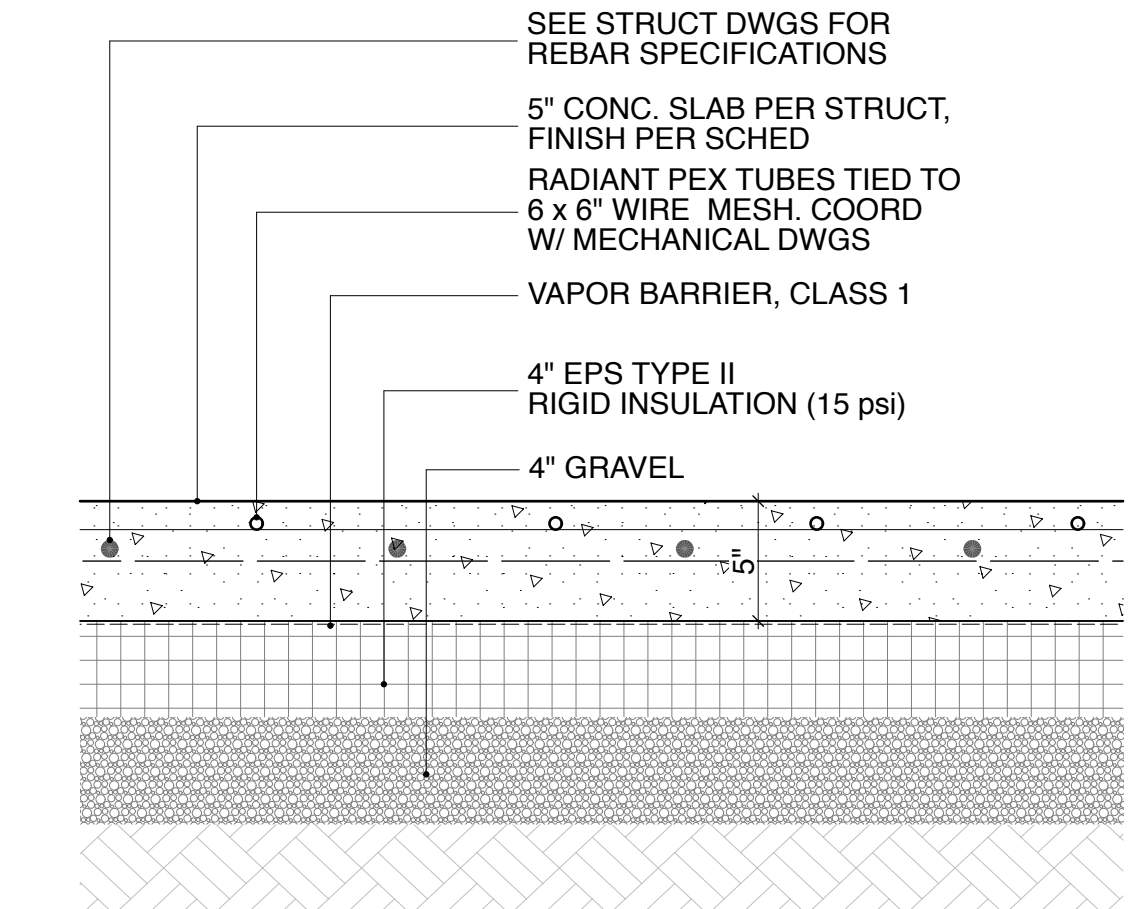 SEE STRUCT DWGS FOR
REBAR SPECIFICATIONS
5" CONC. SLAB PER STRUCT,
FINISH PER SCHED
RADIANT PEX TUBES TIED TO
6 x 6" WIRE MESH. COORD
W/ MECHANICAL DWGS
VAPOR BARRIER, CLASS 1
4" EPS TYPE II
RIGID INSULATION (15 psi)
4" GRAVEL
5"